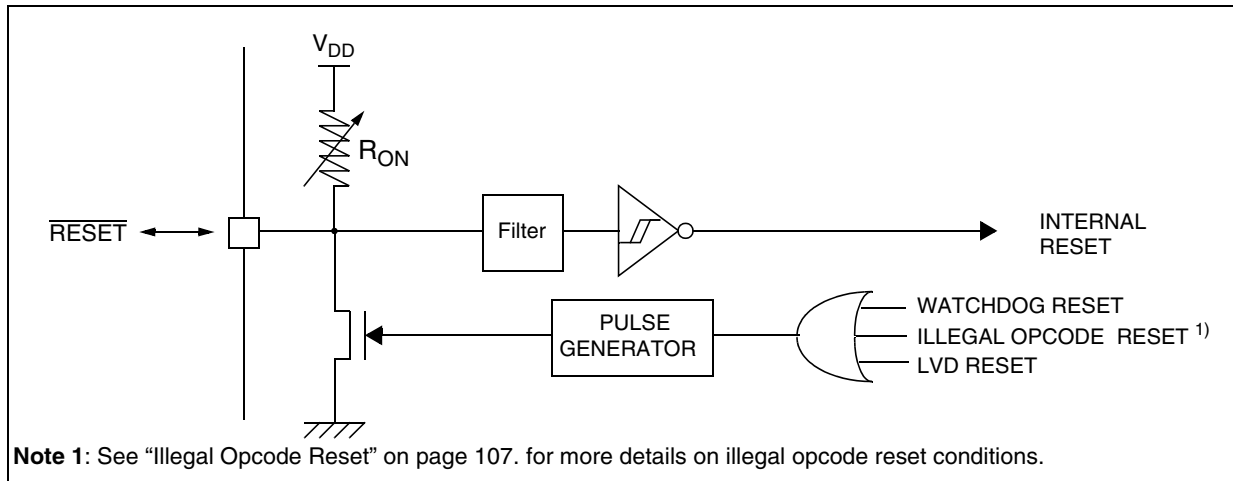 VDD
RON
RESET
Filter
INTERNAL
RESET
PULSE
GENERATOR
WATCHDOG RESET
ILLEGAL OPCODE RESET 1)
LVD RESET
Note 1: See “Illegal Opcode Reset” on page 107. for more details on illegal opcode reset conditions.